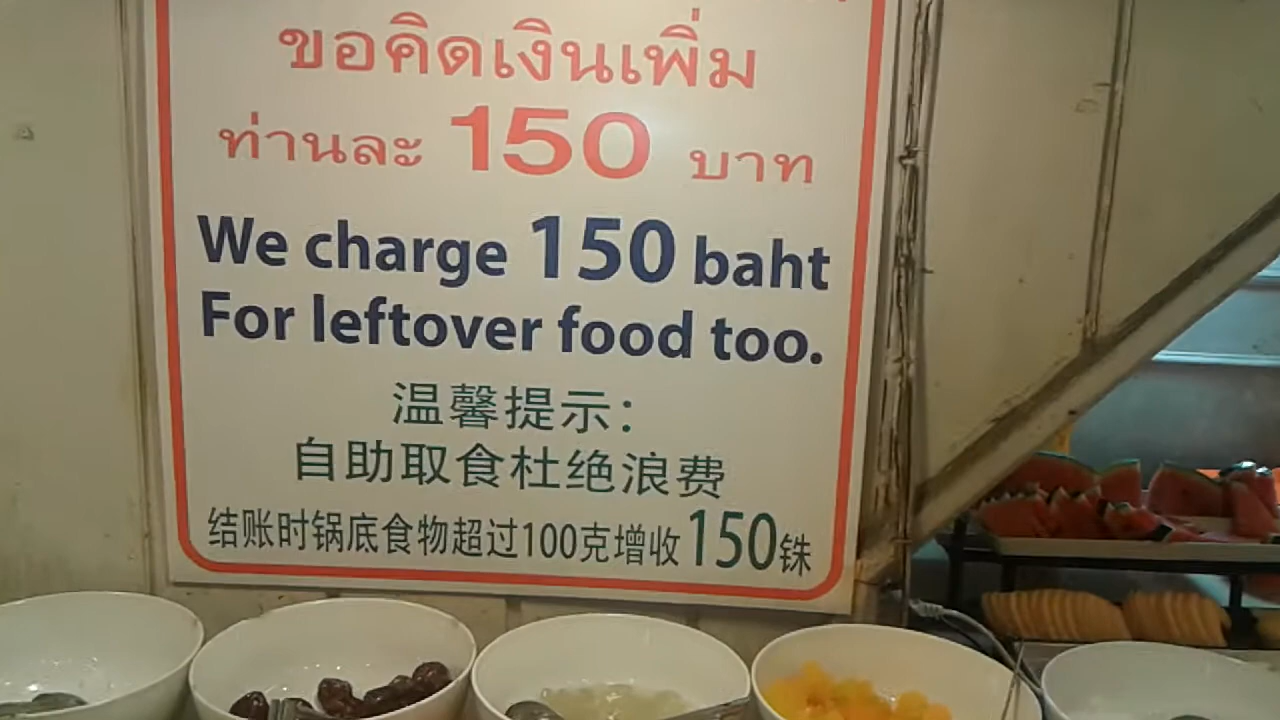 ขอคิดเงินเพิ่ม
ท่านละ 150 บาท
We charge 150 baht
For leftover food too.
温馨提示：
自助取食杜绝浪费
结账时锅底食物超过100克增收150铢